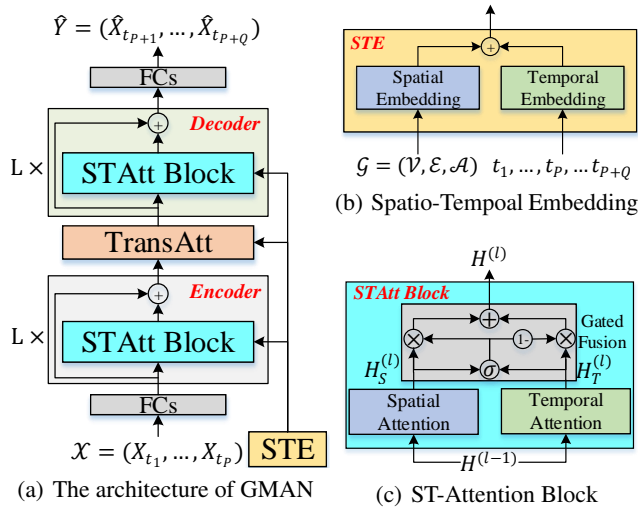 Ŷ = (X̂_{t_{P+1}}, … , X̂_{t_{P+Q}})
FCs
Decoder
L ×
STAtt Block
TransAtt
Encoder
L ×
STAtt Block
FCs
𝒳 = (X_{t_1}, … , X_{t_P})
STE
(a) The architecture of GMAN
STE
Spatial Embedding
Temporal Embedding
𝒢 = (𝒱, ℰ, 𝒜)
t_1, … , t_P, … t_{P+Q}
(b) Spatio-Tempoal Embedding
H^{(l)}
STAtt Block
Gated
Fusion
1-
H_S^{(l)}
σ
H_T^{(l)}
Spatial Attention
Temporal Attention
H^{(l-1)}
(c) ST-Attention Block